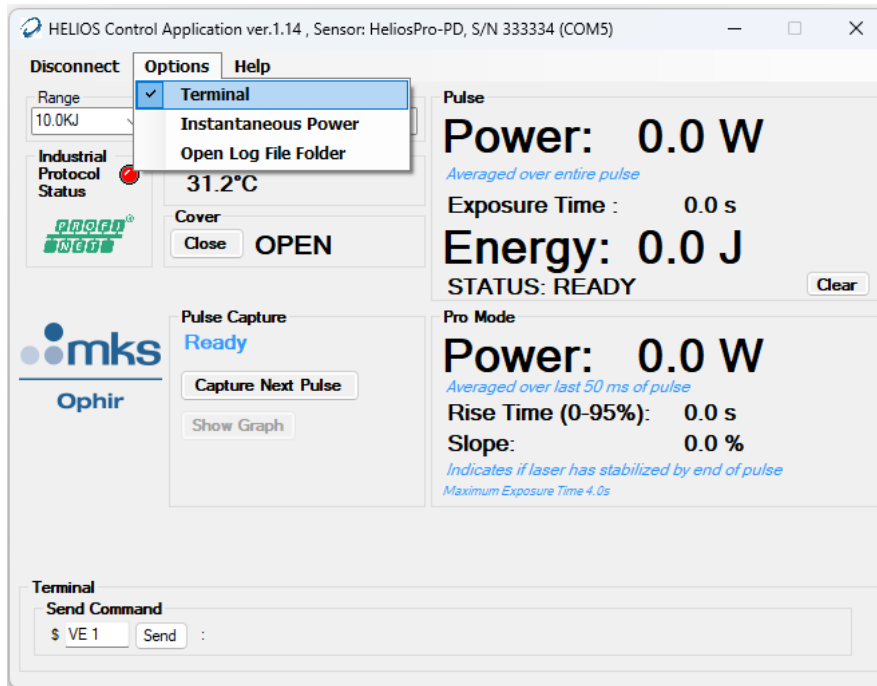 HELIOS Control Application ver.1.14 , Sensor: HeliosPro-PD, S/N 333334 (COM5)
Disconnect Options Help
Terminal
Instantaneous Power
Open Log File Folder
Range
10.0KJ
Industrial
Protocol
Status
PROFI®
NET
31.2°C
Cover
Close OPEN
Pulse
Power: 0.0 W
Averaged over entire pulse
Exposure Time : 0.0 s
Energy: 0.0 J
STATUS: READY
Clear
mks
Ophir
Pulse Capture
Ready
Capture Next Pulse
Show Graph
Pro Mode
Power: 0.0 W
Averaged over last 50 ms of pulse
Rise Time (0-95%): 0.0 s
Slope: 0.0 %
Indicates if laser has stabilized by end of pulse
Maximum Exposure Time 4.0s
Terminal
Send Command
$ VE 1 Send :